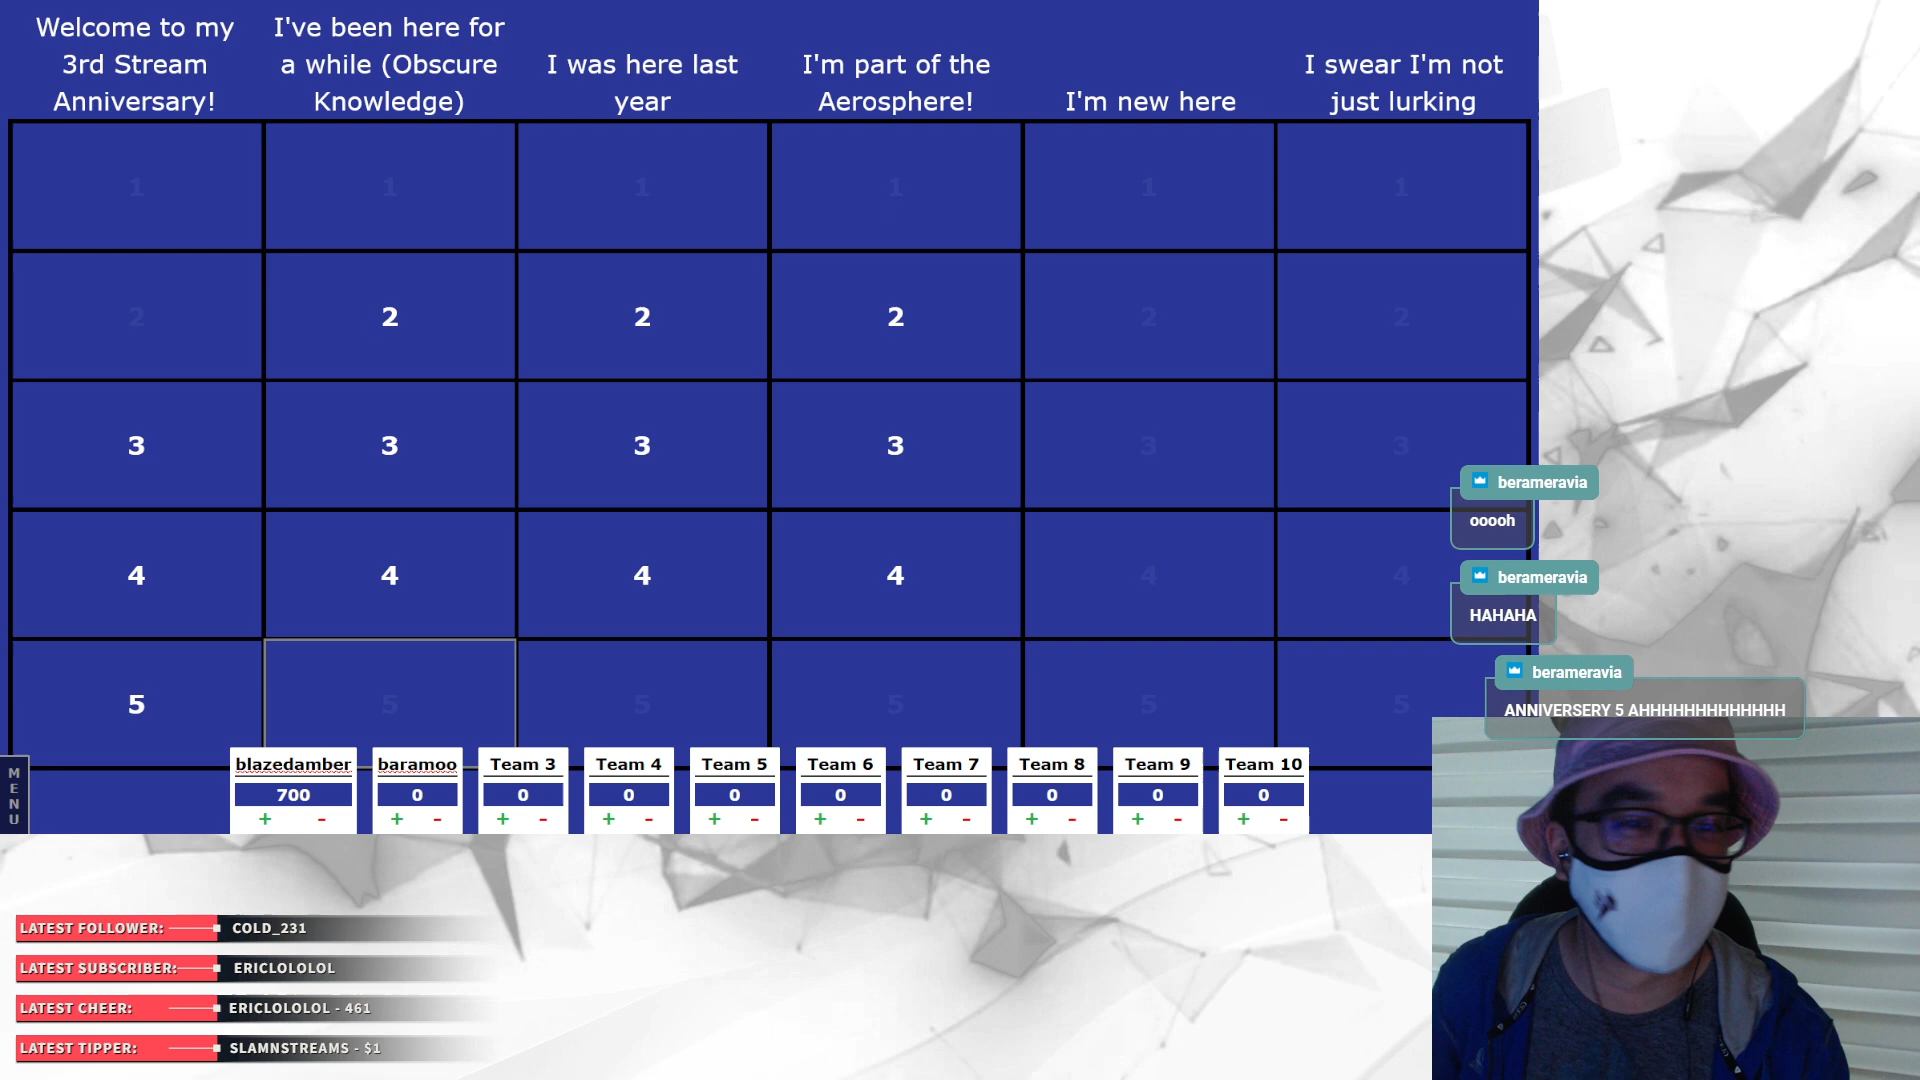 Welcome to my
3rd Stream
Anniversary!
I've been here for
a while (Obscure
Knowledge)
I was here last
year
I'm part of the
Aerosphere!
I'm new here
I swear I'm not
just lurking
1 1 1 1 1 1
2 2 2 2 2 2
3 3 3 3 3 3
4 4 4 4 4 4
5 5 5 5 5 5
berameravia
ooooh
berameravia
HAHAHA
berameravia
ANNIVERSERY 5 AHHHHHHHHHHHHH
MENU
blazedamber
700
+ -
baramoo
0
+ -
Team 3
0
+ -
Team 4
0
+ -
Team 5
0
+ -
Team 6
0
+ -
Team 7
0
+ -
Team 8
0
+ -
Team 9
0
+ -
Team 10
0
+ -
LATEST FOLLOWER: COLD_231
LATEST SUBSCRIBER: ERICLOLOLOL
LATEST CHEER: ERICLOLOLOL - 461
LATEST TIPPER: SLAMNSTREAMS - $1